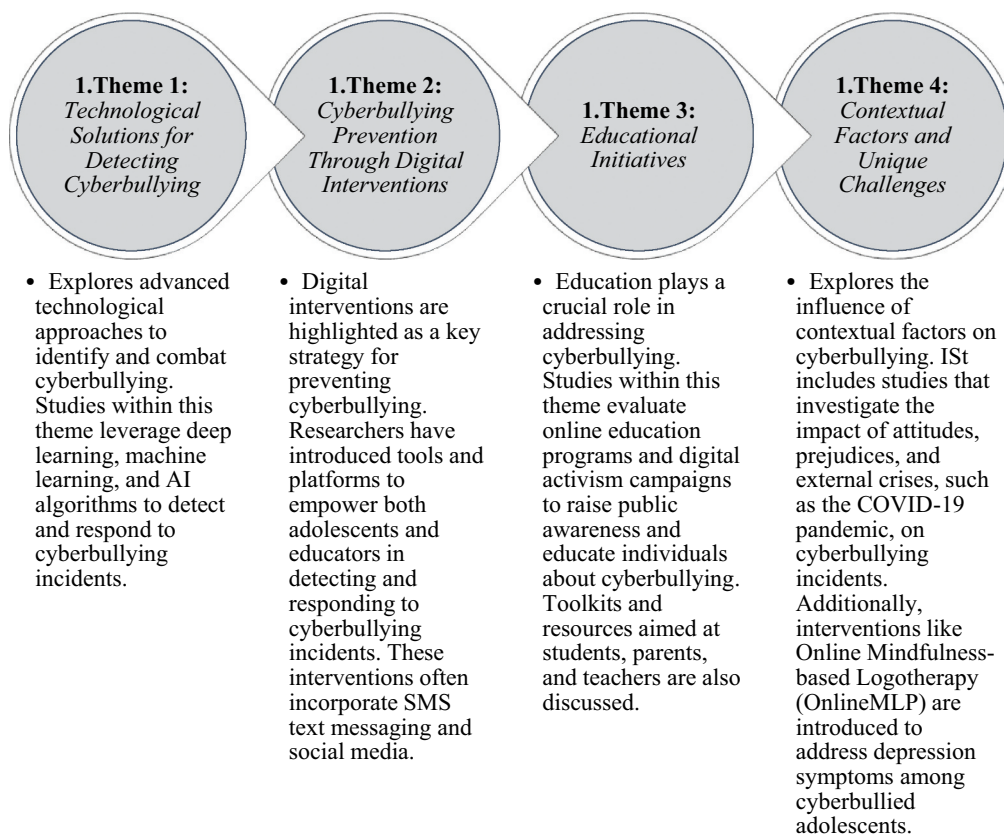 1.Theme 1:
Technological
Solutions for
Detecting
Cyberbullying
• Explores advanced
technological
approaches to
identify and combat
cyberbullying.
Studies within this
theme leverage deep
learning, machine
learning, and AI
algorithms to detect
and respond to
cyberbullying
incidents.
1.Theme 2:
Cyberbullying
Prevention
Through Digital
Interventions
• Digital
interventions are
highlighted as a key
strategy for
preventing
cyberbullying.
Researchers have
introduced tools and
platforms to
empower both
adolescents and
educators in
detecting and
responding to
cyberbullying
incidents. These
interventions often
incorporate SMS
text messaging and
social media.
1.Theme 3:
Educational
Initiatives
• Education plays a
crucial role in
addressing
cyberbullying.
Studies within this
theme evaluate
online education
programs and digital
activism campaigns
to raise public
awareness and
educate individuals
about cyberbullying.
Toolkits and
resources aimed at
students, parents,
and teachers are also
discussed.
1.Theme 4:
Contextual
Factors and
Unique
Challenges
• Explores the
influence of
contextual factors on
cyberbullying. ISt
includes studies that
investigate the
impact of attitudes,
prejudices, and
external crises, such
as the COVID-19
pandemic, on
cyberbullying
incidents.
Additionally,
interventions like
Online Mindfulness-
based Logotherapy
(OnlineMLP) are
introduced to
address depression
symptoms among
cyberbullied
adolescents.